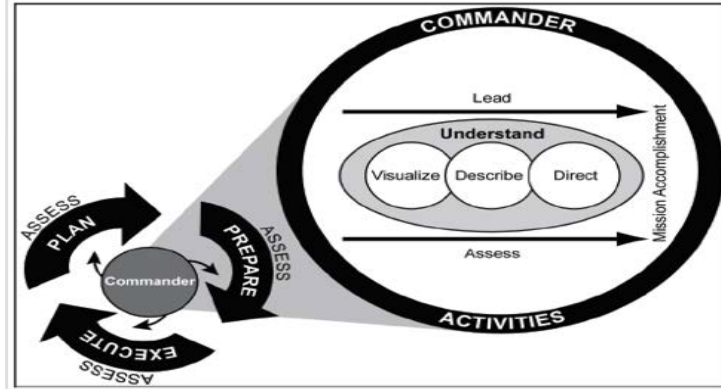 COMMANDER
Lead
Understand
Visualize
Describe
Direct
Mission Accomplishment
Assess
ACTIVITIES
ASSESS
PLAN
ASSESS
PREPARE
Commander
EXECUTE
ASSESS